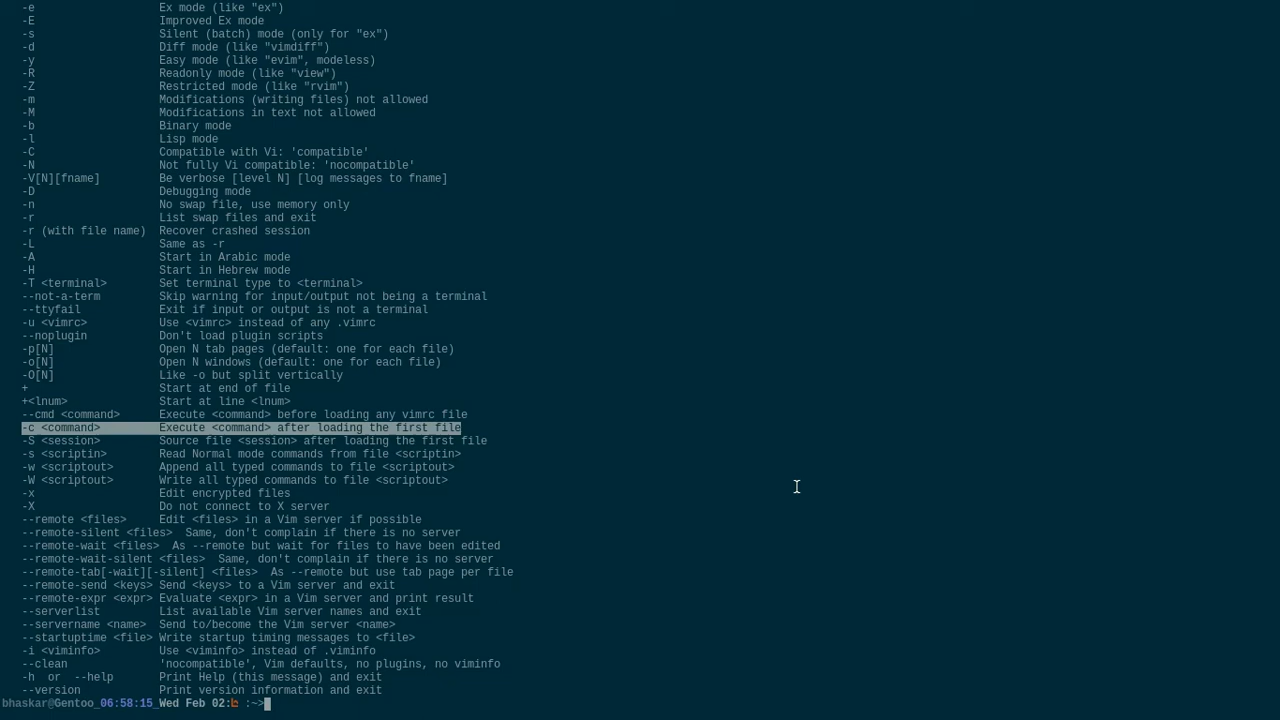 -e                   Ex mode (like "ex")
-E                   Improved Ex mode
-s                   Silent (batch) mode (only for "ex")
-d                   Diff mode (like "vimdiff")
-y                   Easy mode (like "evim", modeless)
-R                   Readonly mode (like "view")
-Z                   Restricted mode (like "rvim")
-m                   Modifications (writing files) not allowed
-M                   Modifications in text not allowed
-b                   Binary mode
-l                   Lisp mode
-C                   Compatible with Vi: 'compatible'
-N                   Not fully Vi compatible: 'nocompatible'
-V[N][fname]         Be verbose [level N] [log messages to fname]
-D                   Debugging mode
-n                   No swap file, use memory only
-r                   List swap files and exit
-r (with file name)  Recover crashed session
-L                   Same as -r
-A                   Start in Arabic mode
-H                   Start in Hebrew mode
-T <terminal>        Set terminal type to <terminal>
--not-a-term         Skip warning for input/output not being a terminal
--ttyfail            Exit if input or output is not a terminal
-u <vimrc>           Use <vimrc> instead of any .vimrc
--noplugin           Don't load plugin scripts
-p[N]                Open N tab pages (default: one for each file)
-o[N]                Open N windows (default: one for each file)
-O[N]                Like -o but split vertically
+                    Start at end of file
+<lnum>              Start at line <lnum>
--cmd <command>      Execute <command> before loading any vimrc file
-c <command>         Execute <command> after loading the first file
-S <session>         Source file <session> after loading the first file
-s <scriptin>        Read Normal mode commands from file <scriptin>
-w <scriptout>       Append all typed commands to file <scriptout>
-W <scriptout>       Write all typed commands to file <scriptout>
-x                   Edit encrypted files
-X                   Do not connect to X server
--remote <files>     Edit <files> in a Vim server if possible
--remote-silent <files>  Same, don't complain if there is no server
--remote-wait <files>  As --remote but wait for files to have been edited
--remote-wait-silent <files>  Same, don't complain if there is no server
--remote-tab[-wait][-silent] <files>  As --remote but use tab page per file
--remote-send <keys> Send <keys> to a Vim server and exit
--remote-expr <expr> Evaluate <expr> in a Vim server and print result
--serverlist         List available Vim server names and exit
--servername <name>  Send to/become the Vim server <name>
--startuptime <file> Write startup timing messages to <file>
-i <viminfo>         Use <viminfo> instead of .viminfo
--clean              'nocompatible', Vim defaults, no plugins, no viminfo
-h  or  --help       Print Help (this message) and exit
--version            Print version information and exit
bhaskar@Gentoo_06:58:15_Wed Feb 02: :~>